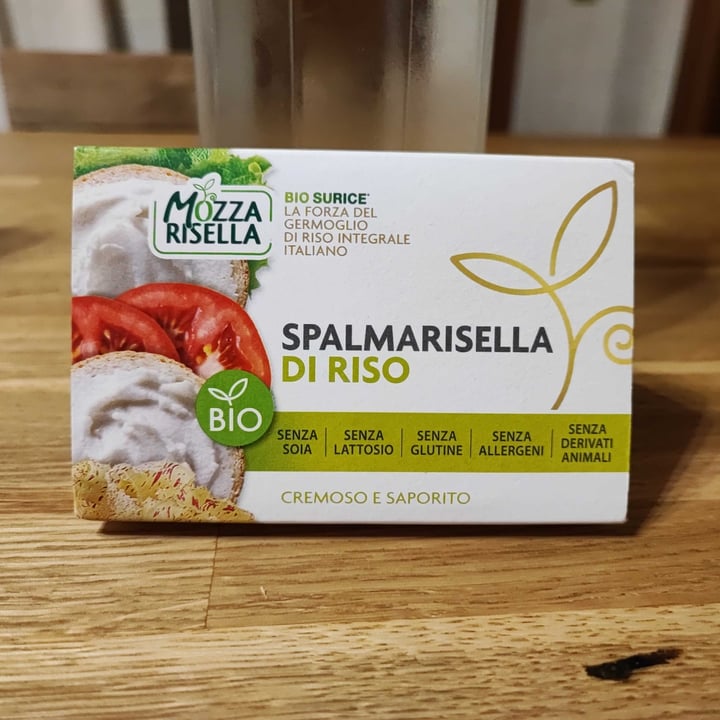 MOZZA
RISELLA
BIO SURICE®
LA FORZA DEL
GERMOGLIO
DI RISO INTEGRALE
ITALIANO
SPALMARISELLA
DI RISO
BIO
SENZA
SOIA
SENZA
LATTOSIO
SENZA
GLUTINE
SENZA
ALLERGENI
SENZA
DERIVATI
ANIMALI
CREMOSO E SAPORITO